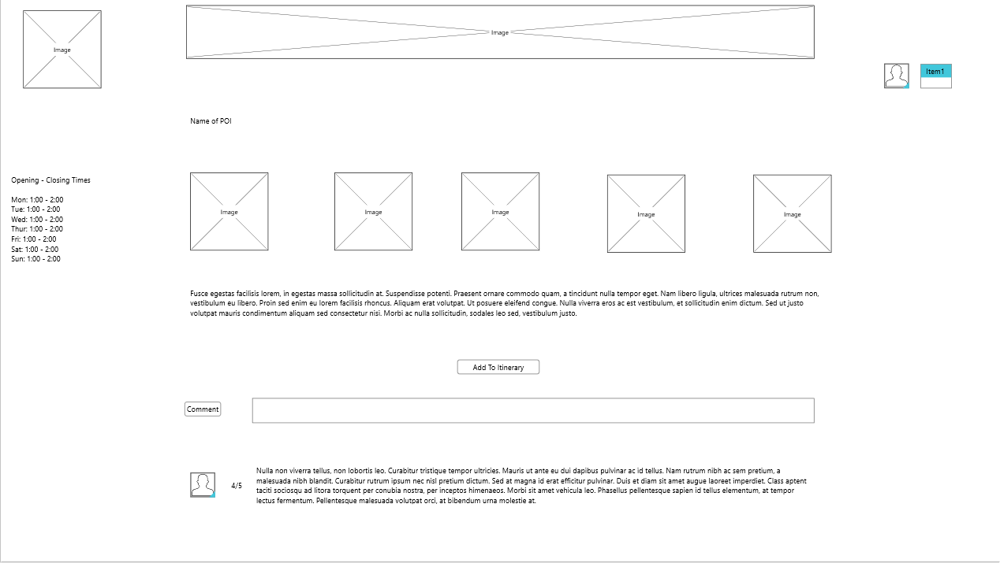 Image
Image
Item1
Name of POI
Opening - Closing Times
Mon: 1:00 - 2:00
Tue: 1:00 - 2:00
Wed: 1:00 - 2:00
Thur: 1:00 - 2:00
Fri: 1:00 - 2:00
Sat: 1:00 - 2:00
Sun: 1:00 - 2:00
Image
Image
Image
Image
Image
Fusce egestas facilisis lorem, in egestas massa sollicitudin at. Suspendisse potenti. Praesent ornare commodo quam, a tincidunt nulla tempor eget. Nam libero ligula, ultrices malesuada rutrum non,
vestibulum eu libero. Proin sed enim eu lorem facilisis rhoncus. Aliquam erat volutpat. Ut posuere eleifend congue. Nulla viverra eros ac est vestibulum, et sollicitudin enim dictum. Sed ut justo
volutpat mauris condimentum aliquam sed consectetur nisi. Morbi ac nulla sollicitudin, sodales leo sed, vestibulum justo.
Add To Itinerary
Comment
4/5
Nulla non viverra tellus, non lobortis leo. Curabitur tristique tempor ultricies. Mauris ut ante eu dui dapibus pulvinar ac id tellus. Nam rutrum nibh ac sem pretium, a
malesuada nibh blandit. Curabitur rutrum ipsum nec nisl pretium dictum. Sed at magna id erat efficitur pulvinar. Duis et diam sit amet augue laoreet imperdiet. Class aptent
taciti sociosqu ad litora torquent per conubia nostra, per inceptos himenaeos. Morbi sit amet vehicula leo. Phasellus pellentesque sapien id tellus elementum, at tempor
lectus fermentum. Pellentesque malesuada volutpat orci, at bibendum urna molestie at.